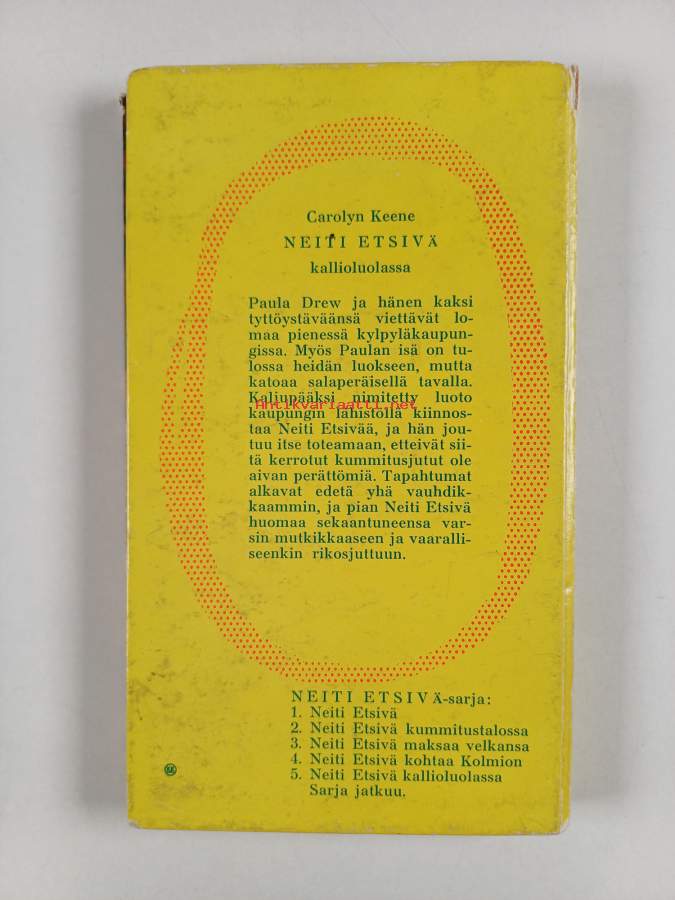 Carolyn Keene
NEITI ETSIVÄ
kallioluolassa
Paula Drew ja hänen kaksi
tyttöystäväänsä viettävät lo-
maa pienessä kylpyläkaupun-
gissa. Myös Paulan isä on tu-
lossa heidän luokseen, mutta
katoaa salaperäisellä tavalla.
Kaljupääksi nimitetty luoto
Antikvariaatti.net
kaupungin lähistöllä kiinnos-
taa Neiti Etsivää, ja hän jou-
tuu itse toteamaan, etteivät sii-
tä kerrotut kummitusjutut ole
aivan perättömiä. Tapahtumat
alkavat edetä yhä vauhdik-
kaammin, ja pian Neiti Etsivä
huomaa sekaantuneensa var-
sin mutkikkaaseen ja vaaralli-
seenkin rikosjuttuun.
NEITI ETSIVÄ-sarja:
1. Neiti Etsivä
2. Neiti Etsivä kummitustalossa
3. Neiti Etsivä maksaa velkansa
4. Neiti Etsivä kohtaa Kolmion
5. Neiti Etsivä kallioluolassa
Sarja jatkuu.